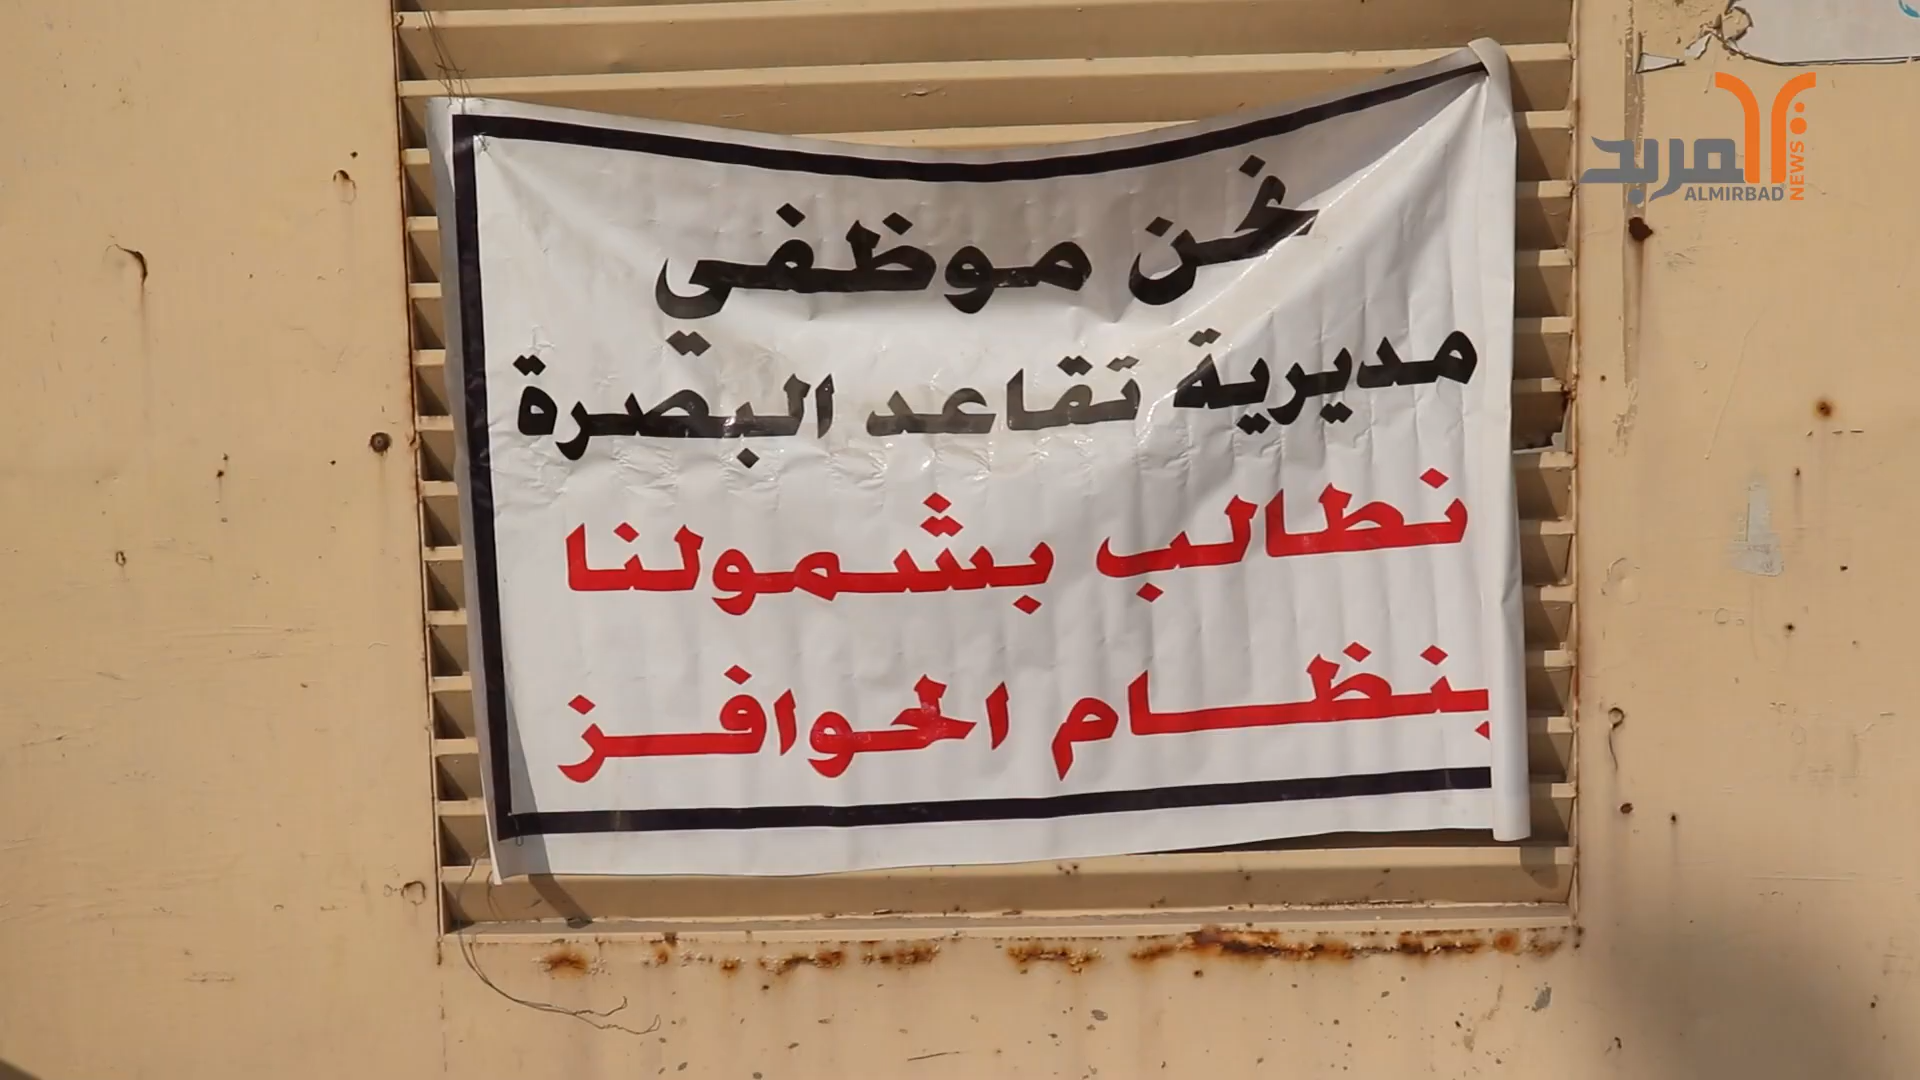 المربد
ALMIRBAD
NEWS
نحن موظفي
مديرية تقاعد البصرة
نطالب بشمولنا
بنظام الحوافز